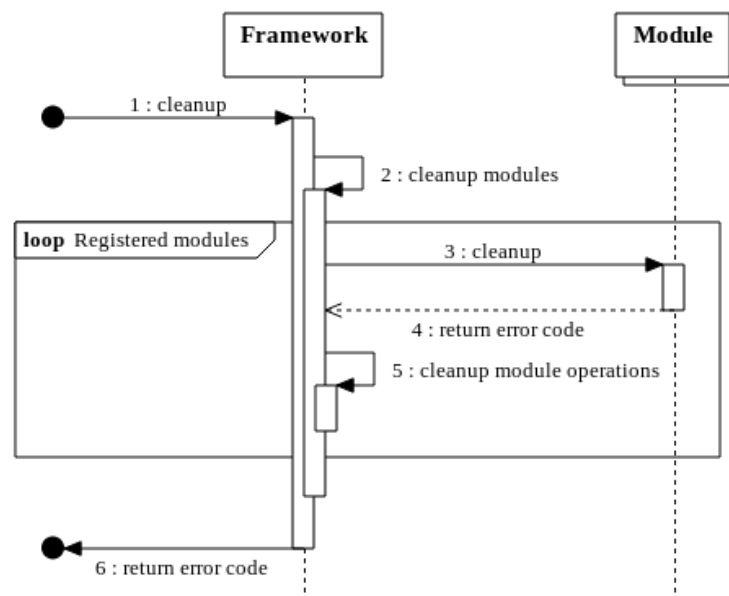 Framework
Module
1 : cleanup
2 : cleanup modules
loop Registered modules
3 : cleanup
4 : return error code
5 : cleanup module operations
6 : return error code